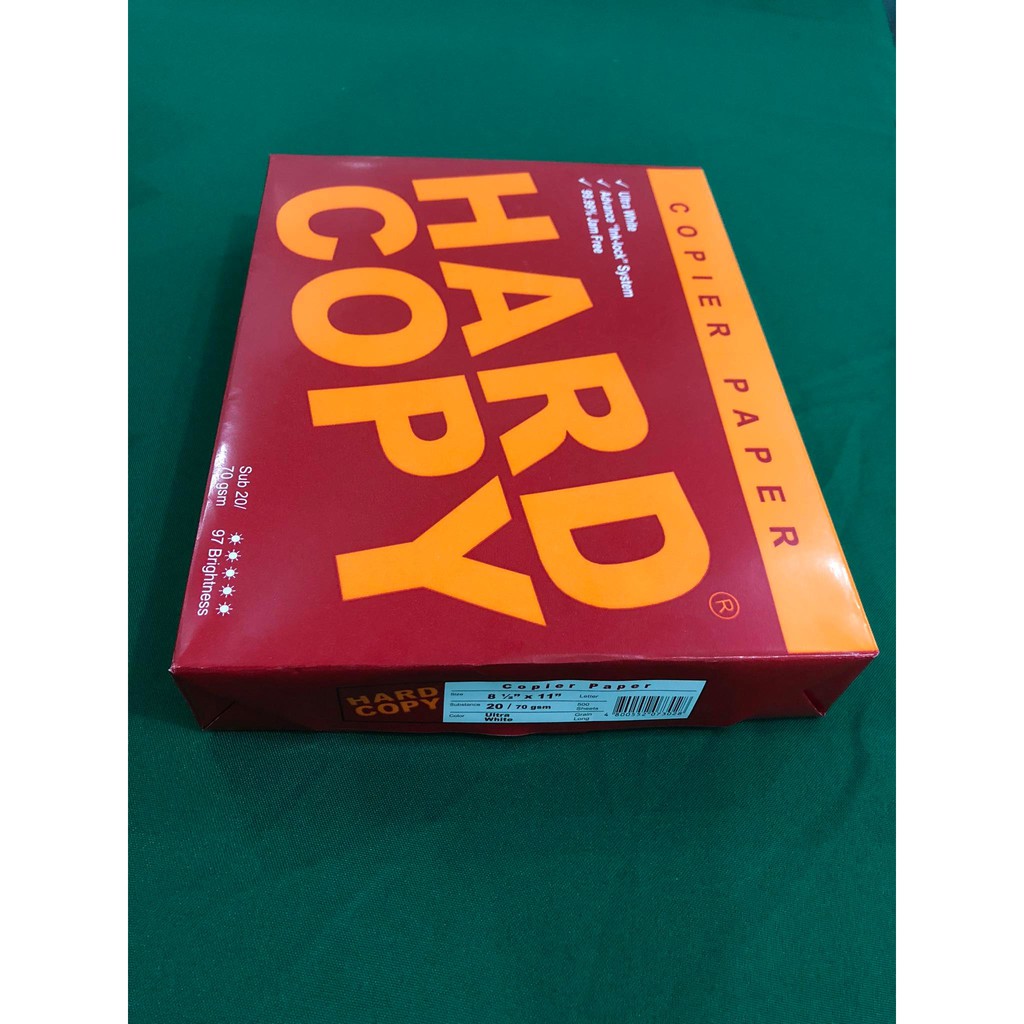 COPIER PAPER
✓ Ultra White
✓ Advance "Ink-lock" System
✓ 99.99% Jam Free
HARD
COPY
®
Sub 20/
70 gsm
97 Brightness
HARD
COPY
Copier Paper
Size 8 ½" x 11" Letter
Substance 20 / 70 gsm 500 Sheets
Color Ultra White Grain Long